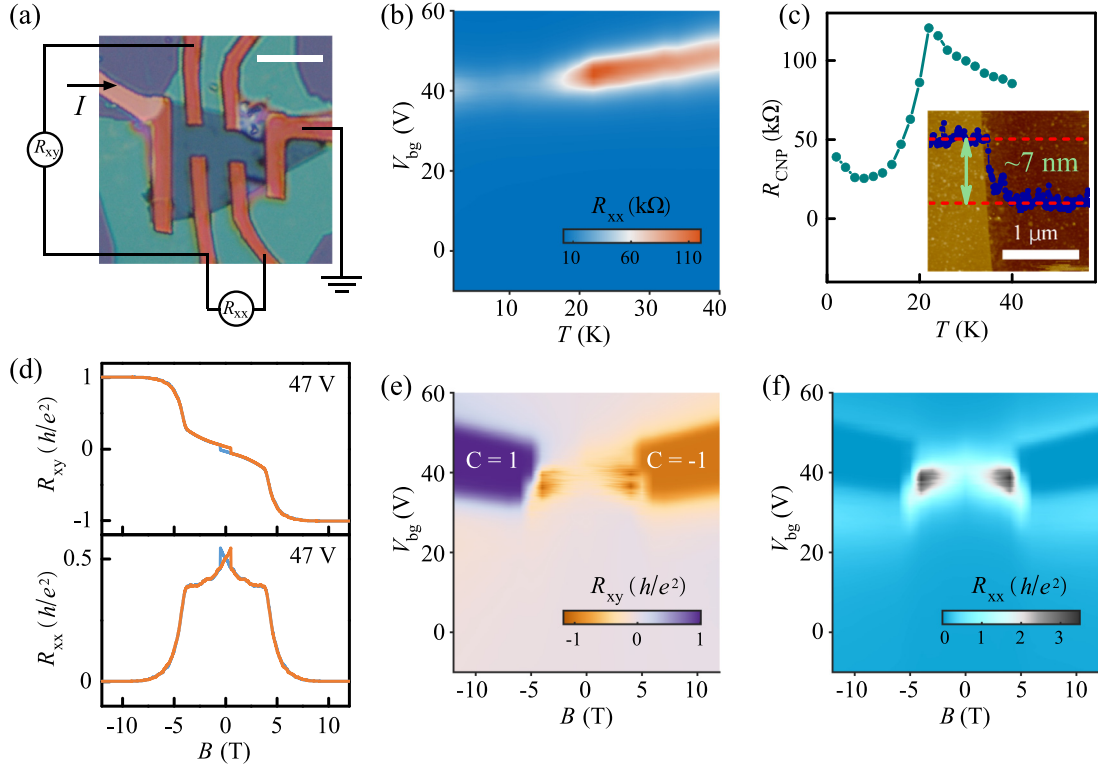 (a)
I
Rxy
Rxx
(b)
60
40
20
0
Vbg (V)
Rxx (kΩ)
10 60 110
10 20 30 40
T (K)
(c)
100
50
0
RCNP (kΩ)
~7 nm
1 μm
0 20 40
T (K)
(d)
47 V
1
0
-1
Rxy (h/e²)
47 V
0.5
0
Rxx (h/e²)
-10 -5 0 5 10
B (T)
(e)
60
40
20
0
Vbg (V)
C = 1
C = -1
Rxy (h/e²)
-1 0 1
-10 -5 0 5 10
B (T)
(f)
60
40
20
0
Vbg (V)
Rxx (h/e²)
0 1 2 3
-10 -5 0 5 10
B (T)